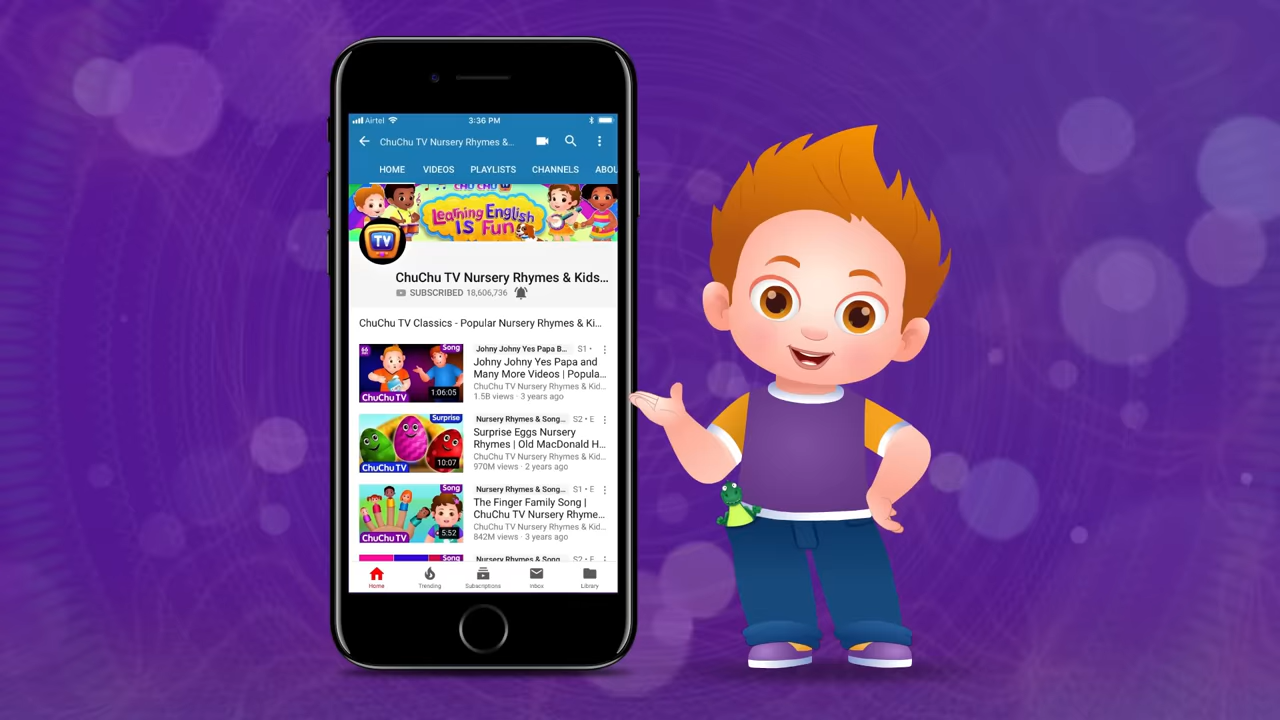 Airtel
3:36 PM
ChuChu TV Nursery Rhymes &..
HOME VIDEOS PLAYLISTS CHANNELS ABOU
CHU CHU TV
Learning English
is Fun
TV
ChuChu TV Nursery Rhymes & Kids...
SUBSCRIBED 18,606,736
ChuChu TV Classics - Popular Nursery Rhymes & Ki...
66
Song
1:06:05
ChuChu TV
Johny Johny Yes Papa B... S1 •
Johny Johny Yes Papa and
Many More Videos | Popula...
ChuChu TV Nursery Rhymes & Kid...
1.5B views · 3 years ago
Surprise
10:07
ChuChu TV
Nursery Rhymes & Song... S2 • E
Surprise Eggs Nursery
Rhymes | Old MacDonald H...
ChuChu TV Nursery Rhymes & Kid...
970M views · 2 years ago
Song
5:52
ChuChu TV
Nursery Rhymes & Song... S1 • E
The Finger Family Song |
ChuChu TV Nursery Rhyme...
ChuChu TV Nursery Rhymes & Kid...
842M views · 3 years ago
Song
Nursery Rhymes & Song... S2 • E
Home Trending Subscriptions Inbox Library